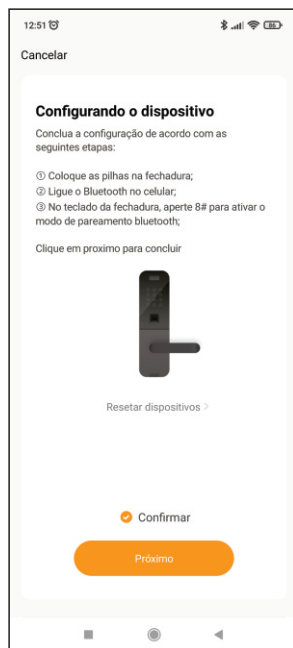 12:51
86
Cancelar
Configurando o dispositivo
Conclua a configuração de acordo com as
seguintes etapas:
① Coloque as pilhas na fechadura;
② Ligue o Bluetooth no celular;
③ No teclado da fechadura, aperte 8# para ativar o
modo de pareamento bluetooth;
Clique em proximo para concluir
Resetar dispositivos >
Confirmar
Próximo